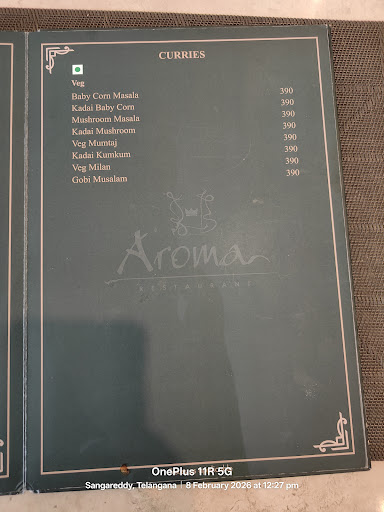 CURRIES
Veg
Baby Corn Masala 390
Kadai Baby Corn 390
Mushroom Masala 390
Kadai Mushroom 390
Veg Mumtaj 390
Kadai Kumkum 390
Veg Milan 390
Gobi Musalam 390
Aroma
RESTAURANT
OnePlus 11R 5G
Sangareddy, Telangana | 8 February 2026 at 12:27 pm